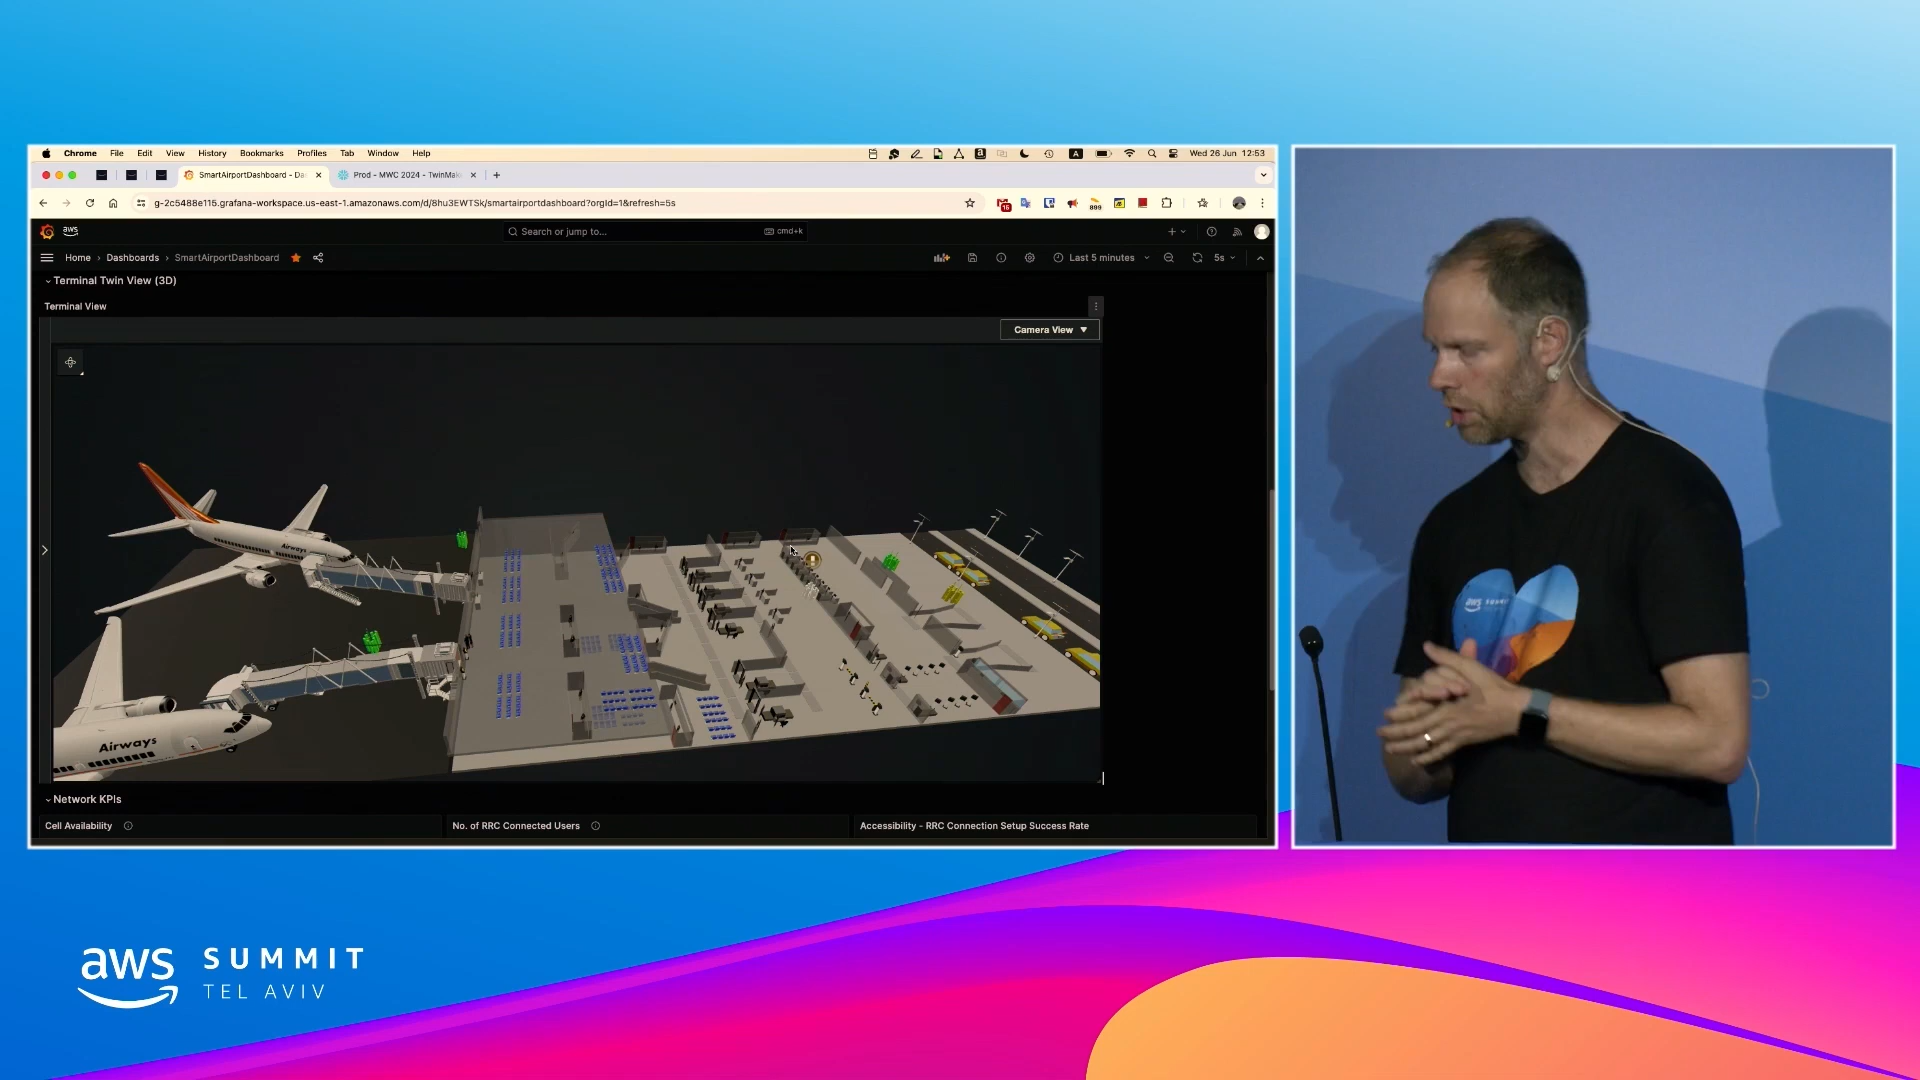 Chrome File Edit View History Bookmarks Profiles Tab Window Help
A Wed 26 Jun 12:53
SmartAirportDashboard - Da
Prod - MWC 2024 - TwinMak
g-2c5488e115.grafana-workspace.us-east-1.amazonaws.com/d/8hu3EWTSk/smartairportdashboard?orgId=1&refresh=5s
899
aws
Search or jump to...
cmd+k
Home › Dashboards › SmartAirportDashboard
Last 5 minutes
5s
Terminal Twin View (3D)
Terminal View
Camera View
Airways
Airways
Network KPIs
Cell Availability
No. of RRC Connected Users
Accessibility - RRC Connection Setup Success Rate
aws SUMMIT
aws SUMMIT
TEL AVIV